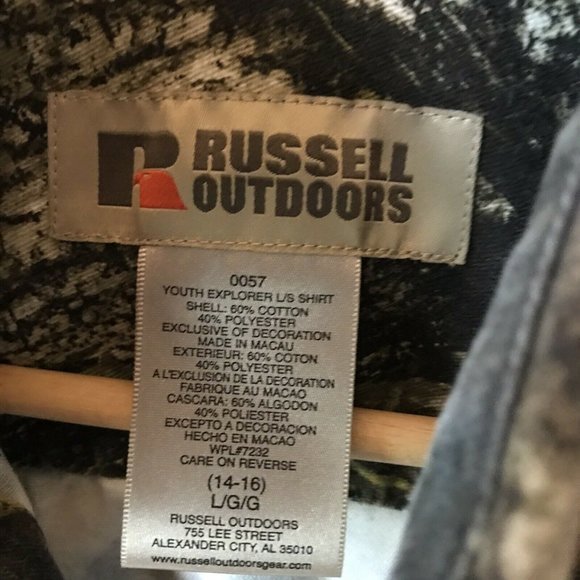 RUSSELL
OUTDOORS
0057
YOUTH EXPLORER L/S SHIRT
SHELL: 60% COTTON
40% POLYESTER
EXCLUSIVE OF DECORATION
MADE IN MACAU
EXTERIEUR: 60% COTON
40% POLYESTER
A L'EXCLUSION DE LA DECORATION
FABRIQUE AU MACAO
CASCARA: 60% ALGODON
40% POLIESTER
EXCEPTO A DECORACION
HECHO EN MACAO
WPL#7232
CARE ON REVERSE
(14-16)
L/G/G
RUSSELL OUTDOORS
755 LEE STREET
ALEXANDER CITY, AL 35010
www.russelloutdoorsgear.com